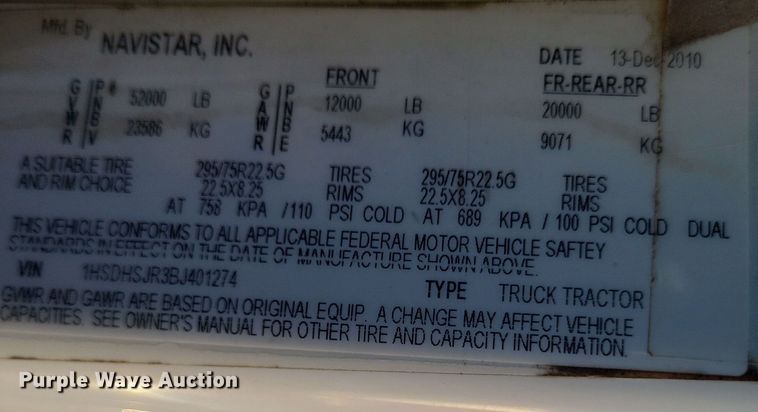 Mfd. By
NAVISTAR, INC.
DATE 13-Dec-2010
FRONT FR-REAR-RR
GVWR PNBV 52000 LB GAWR PNBE 12000 LB 20000 LB
23586 KG 5443 KG 9071 KG
A SUITABLE TIRE 295/75R22.5G TIRES 295/75R22.5G TIRES
AND RIM CHOICE 22.5X8.25 RIMS 22.5X8.25 RIMS
AT 758 KPA /110 PSI COLD AT 689 KPA / 100 PSI COLD DUAL
THIS VEHICLE CONFORMS TO ALL APPLICABLE FEDERAL MOTOR VEHICLE SAFTEY
STANDARDS IN EFFECT ON THE DATE OF MANUFACTURE SHOWN ABOVE.
VIN 1HSDHSJR3BJ401274 TYPE TRUCK TRACTOR
GVWR AND GAWR ARE BASED ON ORIGINAL EQUIP. A CHANGE MAY AFFECT VEHICLE
CAPACITIES. SEE OWNER'S MANUAL FOR OTHER TIRE AND CAPACITY INFORMATION.
Purple Wave Auction